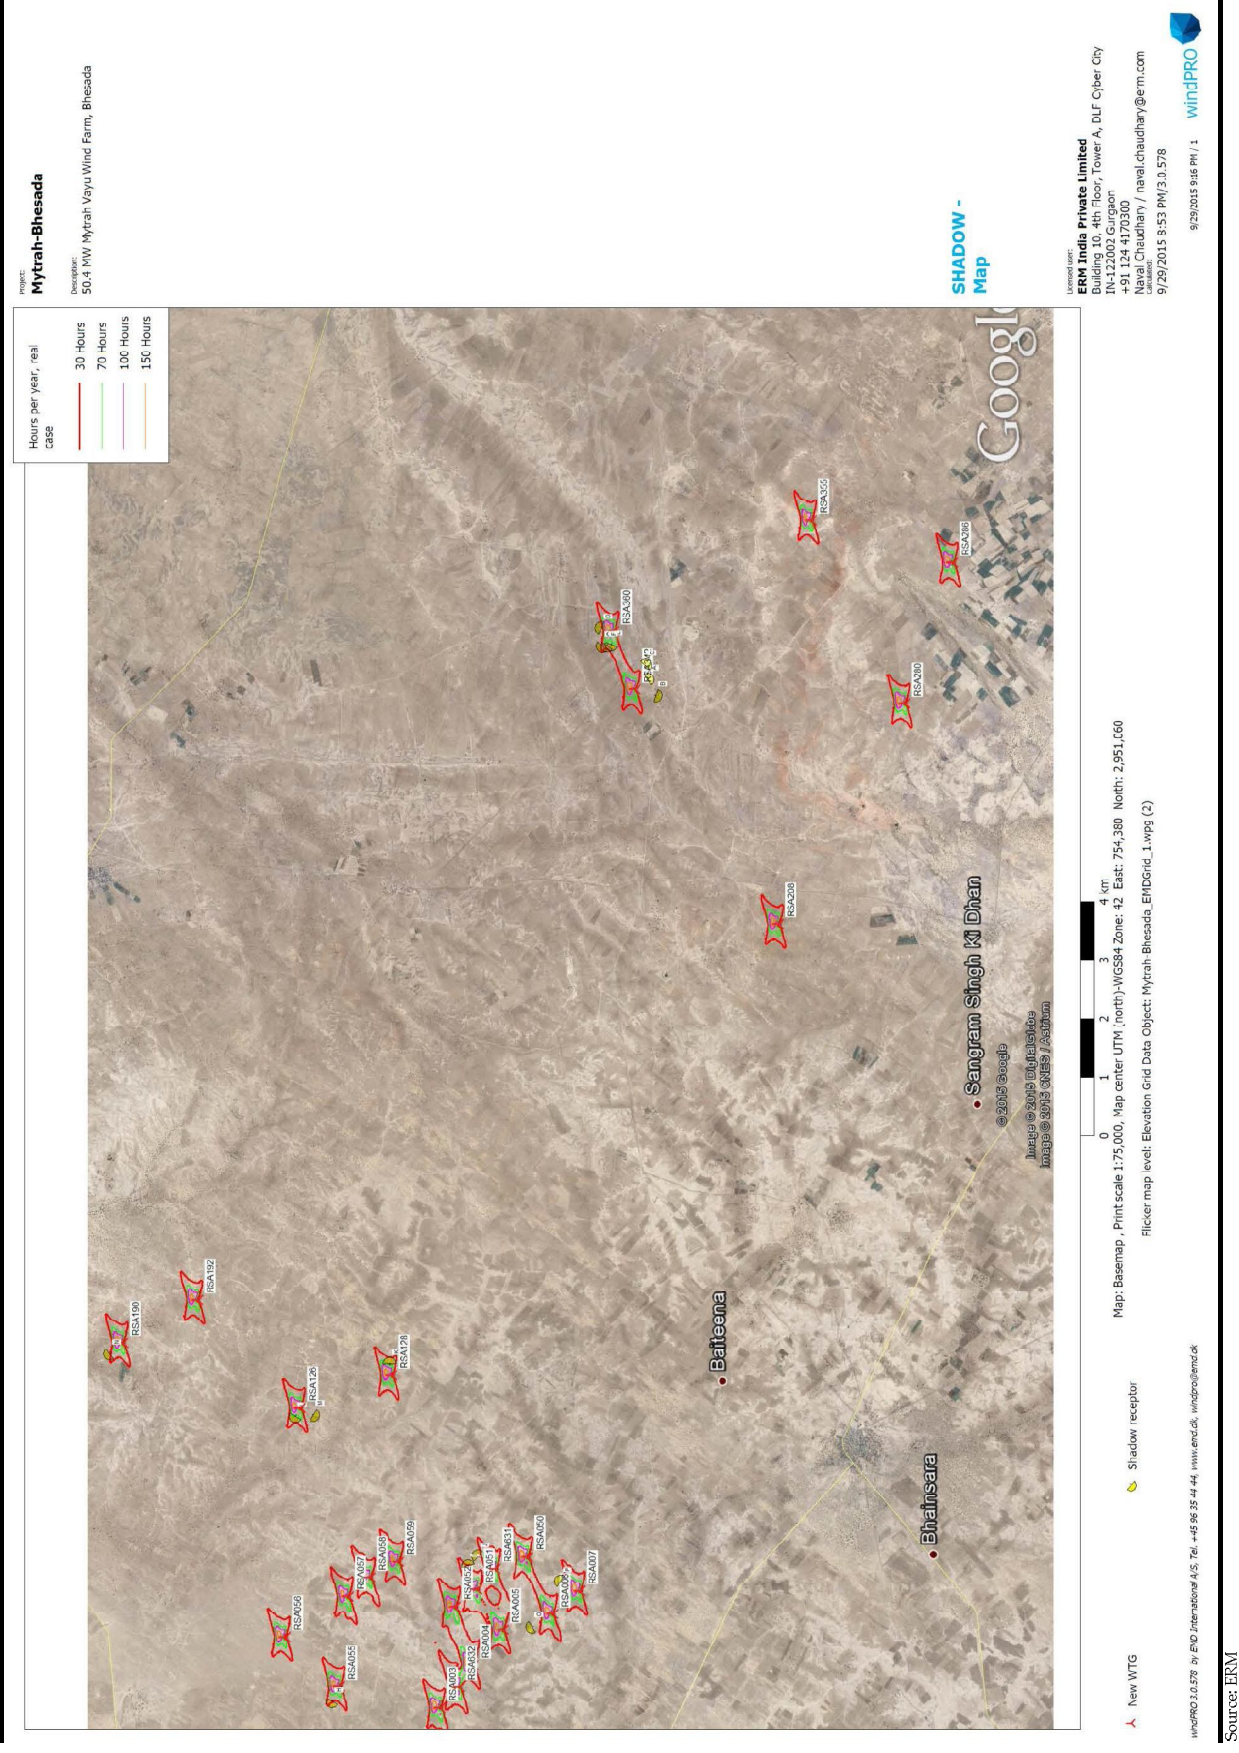 Project:
Mytrah-Bhesada
Description:
50.4 MW Mytrah Vayu Wind Farm, Bhesada
Hours per year, real
case
30 Hours
70 Hours
100 Hours
150 Hours
SHADOW -
Map
Licensed user:
ERM India Private Limited
Building 10, 4th Floor, Tower A, DLF Cyber City
IN-122002 Gurgaon
+91 124 4170300
Naval Chaudhary / naval.chaudhary@erm.com
Calculated:
9/29/2015 8:53 PM/3.0.578
9/29/2015 9:16 PM / 1
windPRO
RSA190
RSA192
RSA126
RSA128
RSA056
RSA055
RSA057
RSA058
RSA059
RSA003
RSA632
RSA052
RSA004
RSA051
RSA005
RSA631
RSA050
RSA007
RSA360
RSA355
RSA286
RSA280
RSA208
B
Baiteena
Bhainsara
Sangram Singh Ki Dhan
Google
© 2015 Google
Image © 2015 DigitalGlobe
Image © 2015 CNES / Astrium
0 1 2 3 4 km
Map: Basemap , Print scale 1:75,000, Map center UTM (north)-WGS84 Zone: 42 East: 754,380 North: 2,951,060
New WTG
Shadow receptor
Flicker map level: Elevation Grid Data Object: Mytrah-Bhesada_EMDGrid_1.wpg (2)
windPRO 3.0.578 by EMD International A/S, Tel. +45 96 35 44 44, www.emd.dk, windpro@emd.dk
Source: ERM